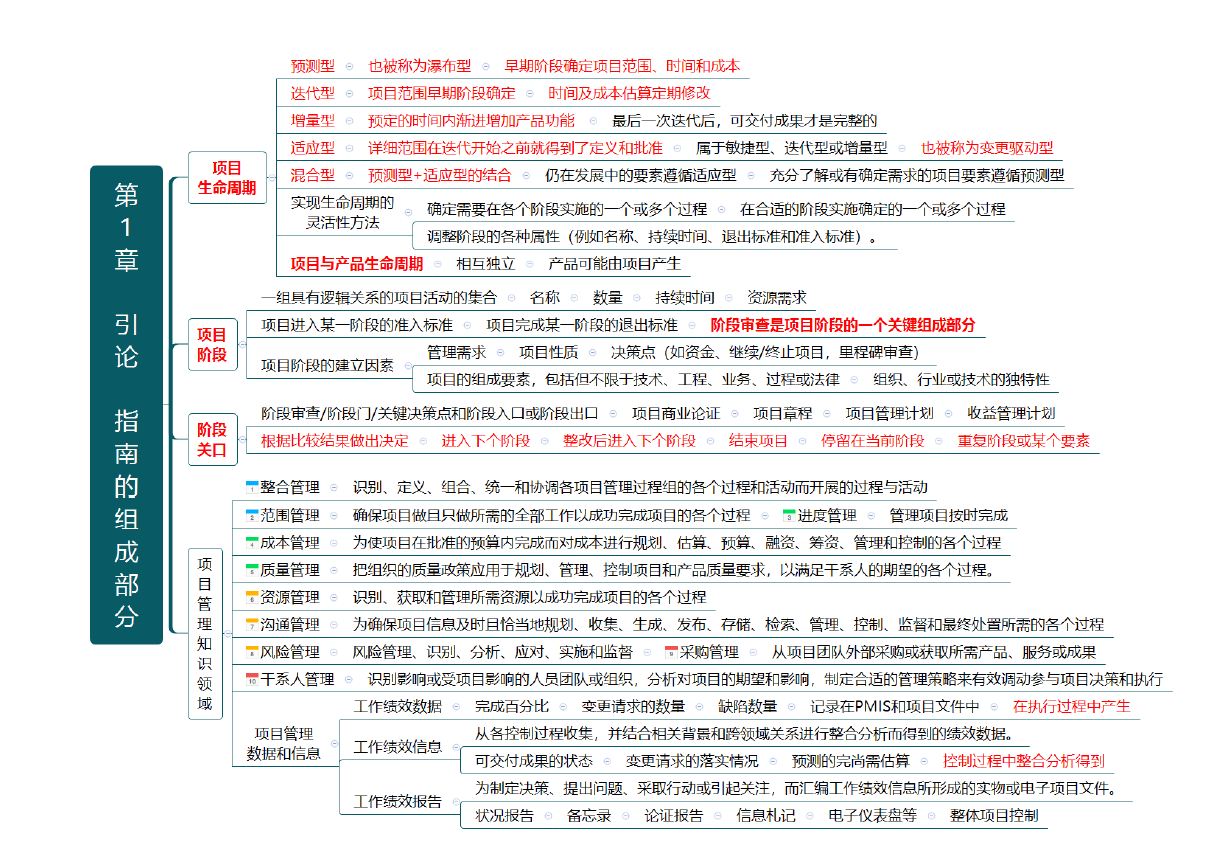 第1章 引论 指南的组成部分
项目
生命周期
预测型 也被称为瀑布型 早期阶段确定项目范围、时间和成本
迭代型 项目范围早期阶段确定 时间及成本估算定期修改
增量型 预定的时间内渐进增加产品功能 最后一次迭代后，可交付成果才是完整的
适应型 详细范围在迭代开始之前就得到了定义和批准 属于敏捷型、迭代型或增量型 也被称为变更驱动型
混合型 预测型+适应型的结合 仍在发展中的要素遵循适应型 充分了解或有确定需求的项目要素遵循预测型
实现生命周期的
灵活性方法
确定需要在各个阶段实施的一个或多个过程 在合适的阶段实施确定的一个或多个过程
调整阶段的各种属性（例如名称、持续时间、退出标准和准入标准）。
项目与产品生命周期 相互独立 产品可能由项目产生
项目
阶段
一组具有逻辑关系的项目活动的集合 名称 数量 持续时间 资源需求
项目进入某一阶段的准入标准 项目完成某一阶段的退出标准 阶段审查是项目阶段的一个关键组成部分
项目阶段的建立因素
管理需求 项目性质 决策点（如资金、继续/终止项目，里程碑审查）
项目的组成要素，包括但不限于技术、工程、业务、过程或法律 组织、行业或技术的独特性
阶段
关口
阶段审查/阶段门/关键决策点和阶段入口或阶段出口 项目商业论证 项目章程 项目管理计划 收益管理计划
根据比较结果做出决定 进入下个阶段 整改后进入下个阶段 结束项目 停留在当前阶段 重复阶段或某个要素
项目管理知识领域
1 整合管理 识别、定义、组合、统一和协调各项目管理过程组的各个过程和活动而开展的过程与活动
2 范围管理 确保项目做且只做所需的全部工作以成功完成项目的各个过程 3 进度管理 管理项目按时完成
4 成本管理 为使项目在批准的预算内完成而对成本进行规划、估算、预算、融资、筹资、管理和控制的各个过程
5 质量管理 把组织的质量政策应用于规划、管理、控制项目和产品质量要求，以满足干系人的期望的各个过程。
6 资源管理 识别、获取和管理所需资源以成功完成项目的各个过程
7 沟通管理 为确保项目信息及时且恰当地规划、收集、生成、发布、存储、检索、管理、控制、监督和最终处置所需的各个过程
8 风险管理 风险管理、识别、分析、应对、实施和监督 9 采购管理 从项目团队外部采购或获取所需产品、服务或成果
10 干系人管理 识别影响或受项目影响的人员团队或组织，分析对项目的期望和影响，制定合适的管理策略来有效调动参与项目决策和执行
项目管理
数据和信息
工作绩效数据 完成百分比 变更请求的数量 缺陷数量 记录在PMIS和项目文件中 在执行过程中产生
工作绩效信息
从各控制过程收集，并结合相关背景和跨领域关系进行整合分析而得到的绩效数据。
可交付成果的状态 变更请求的落实情况 预测的完尚需估算 控制过程中整合分析得到
工作绩效报告
为制定决策、提出问题、采取行动或引起关注，而汇编工作绩效信息所形成的实物或电子项目文件。
状况报告 备忘录 论证报告 信息札记 电子仪表盘等 整体项目控制